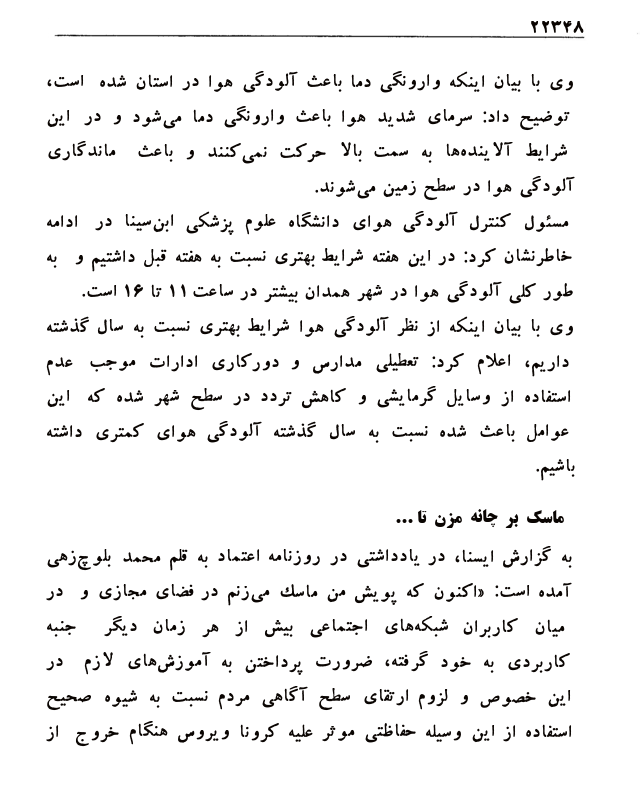 ۲۲۳۴۸
وی با بیان اینکه وارونگی دما باعث آلودگی هوا در استان شده است،
توضیح داد: سرمای شدید هوا باعث وارونگی دما می‌شود و در این
شرایط آلاینده‌ها به سمت بالا حرکت نمی‌کنند و باعث ماندگاری
آلودگی هوا در سطح زمین می‌شوند.
مسئول کنترل آلودگی هوای دانشگاه علوم پزشکی ابن‌سینا در ادامه
خاطرنشان کرد: در این هفته شرایط بهتری نسبت به هفته قبل داشتیم و به
طور کلی آلودگی هوا در شهر همدان بیشتر در ساعت ۱۱ تا ۱۶ است.
وی با بیان اینکه از نظر آلودگی هوا شرایط بهتری نسبت به سال گذشته
داریم، اعلام کرد: تعطیلی مدارس و دورکاری ادارات موجب عدم
استفاده از وسایل گرمایشی و کاهش تردد در سطح شهر شده که این
عوامل باعث شده نسبت به سال گذشته آلودگی هوای کمتری داشته
باشیم.
ماسک بر چانه مزن تا...
به گزارش ایسنا، در یادداشتی در روزنامه اعتماد به قلم محمد بلوچ‌زهی
آمده است: «اکنون که پویش من ماسك می‌زنم در فضای مجازی و در
میان کاربران شبکه‌های اجتماعی بیش از هر زمان دیگر جنبه
کاربردی به خود گرفته، ضرورت پرداختن به آموزش‌های لازم در
این خصوص و لزوم ارتقای سطح آگاهی مردم نسبت به شیوه صحیح
استفاده از این وسیله حفاظتی موثر علیه کرونا ویروس هنگام خروج از